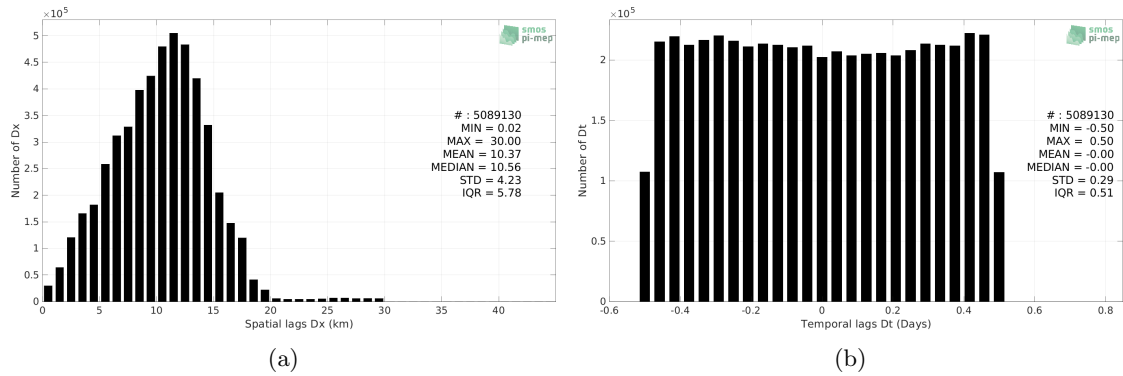 ×10⁵
5
4.5
4
3.5
3
2.5
2
1.5
1
0.5
0
Number of Dx
0 5 10 15 20 25 30 35 40 45
Spatial lags Dx (km)
smos
pi-mep
# : 5089130
MIN = 0.02
MAX = 30.00
MEAN = 10.37
MEDIAN = 10.56
STD = 4.23
IQR = 5.78
(a)
×10⁵
2
1.5
1
0.5
0
Number of Dt
-0.6 -0.4 -0.2 0 0.2 0.4 0.6 0.8
Temporal lags Dt (Days)
smos
pi-mep
# : 5089130
MIN = -0.50
MAX = 0.50
MEAN = -0.00
MEDIAN = -0.00
STD = 0.29
IQR = 0.51
(b)